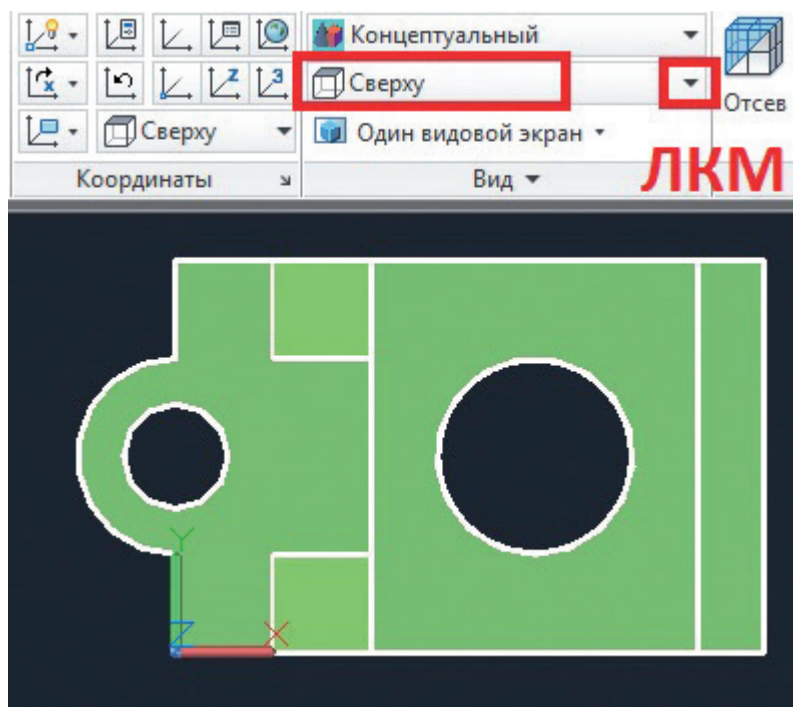 Концептуальный
Сверху
Отсев
Сверху
Один видовой экран
ЛКМ
Координаты
Вид
Y
Z
X